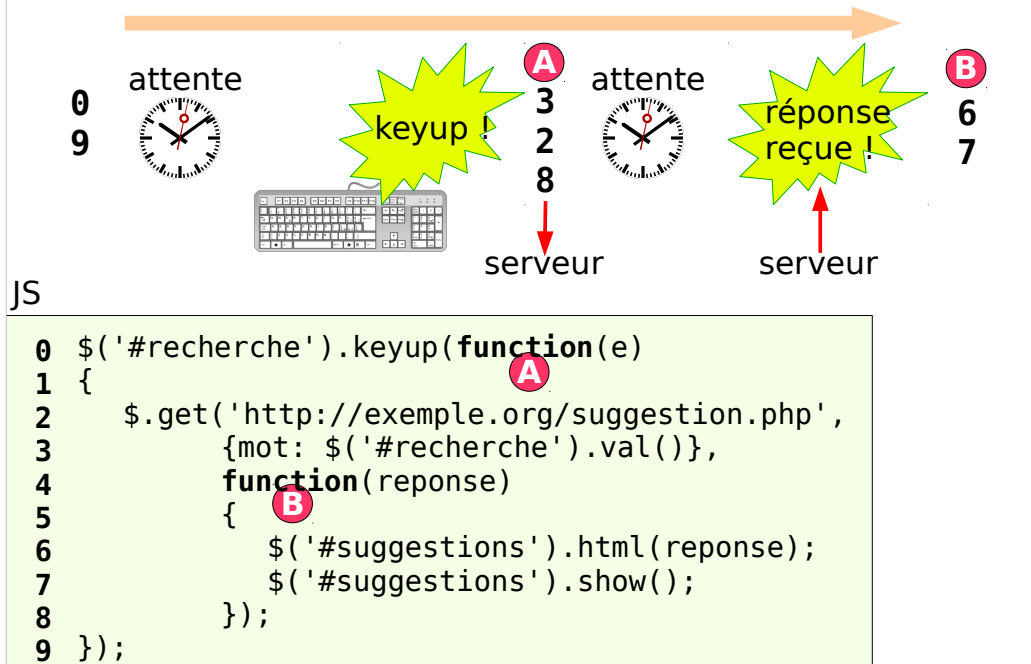 0
9
attente
keyup !
A
3
2
8
serveur
attente
réponse
reçue !
serveur
B
6
7
JS
0 $('#recherche').keyup(function(e)
A
1 {
2 $.get('http://exemple.org/suggestion.php',
3 {mot: $('#recherche').val()},
4 function(reponse)
B
5 {
6 $('#suggestions').html(reponse);
7 $('#suggestions').show();
8 });
9 });